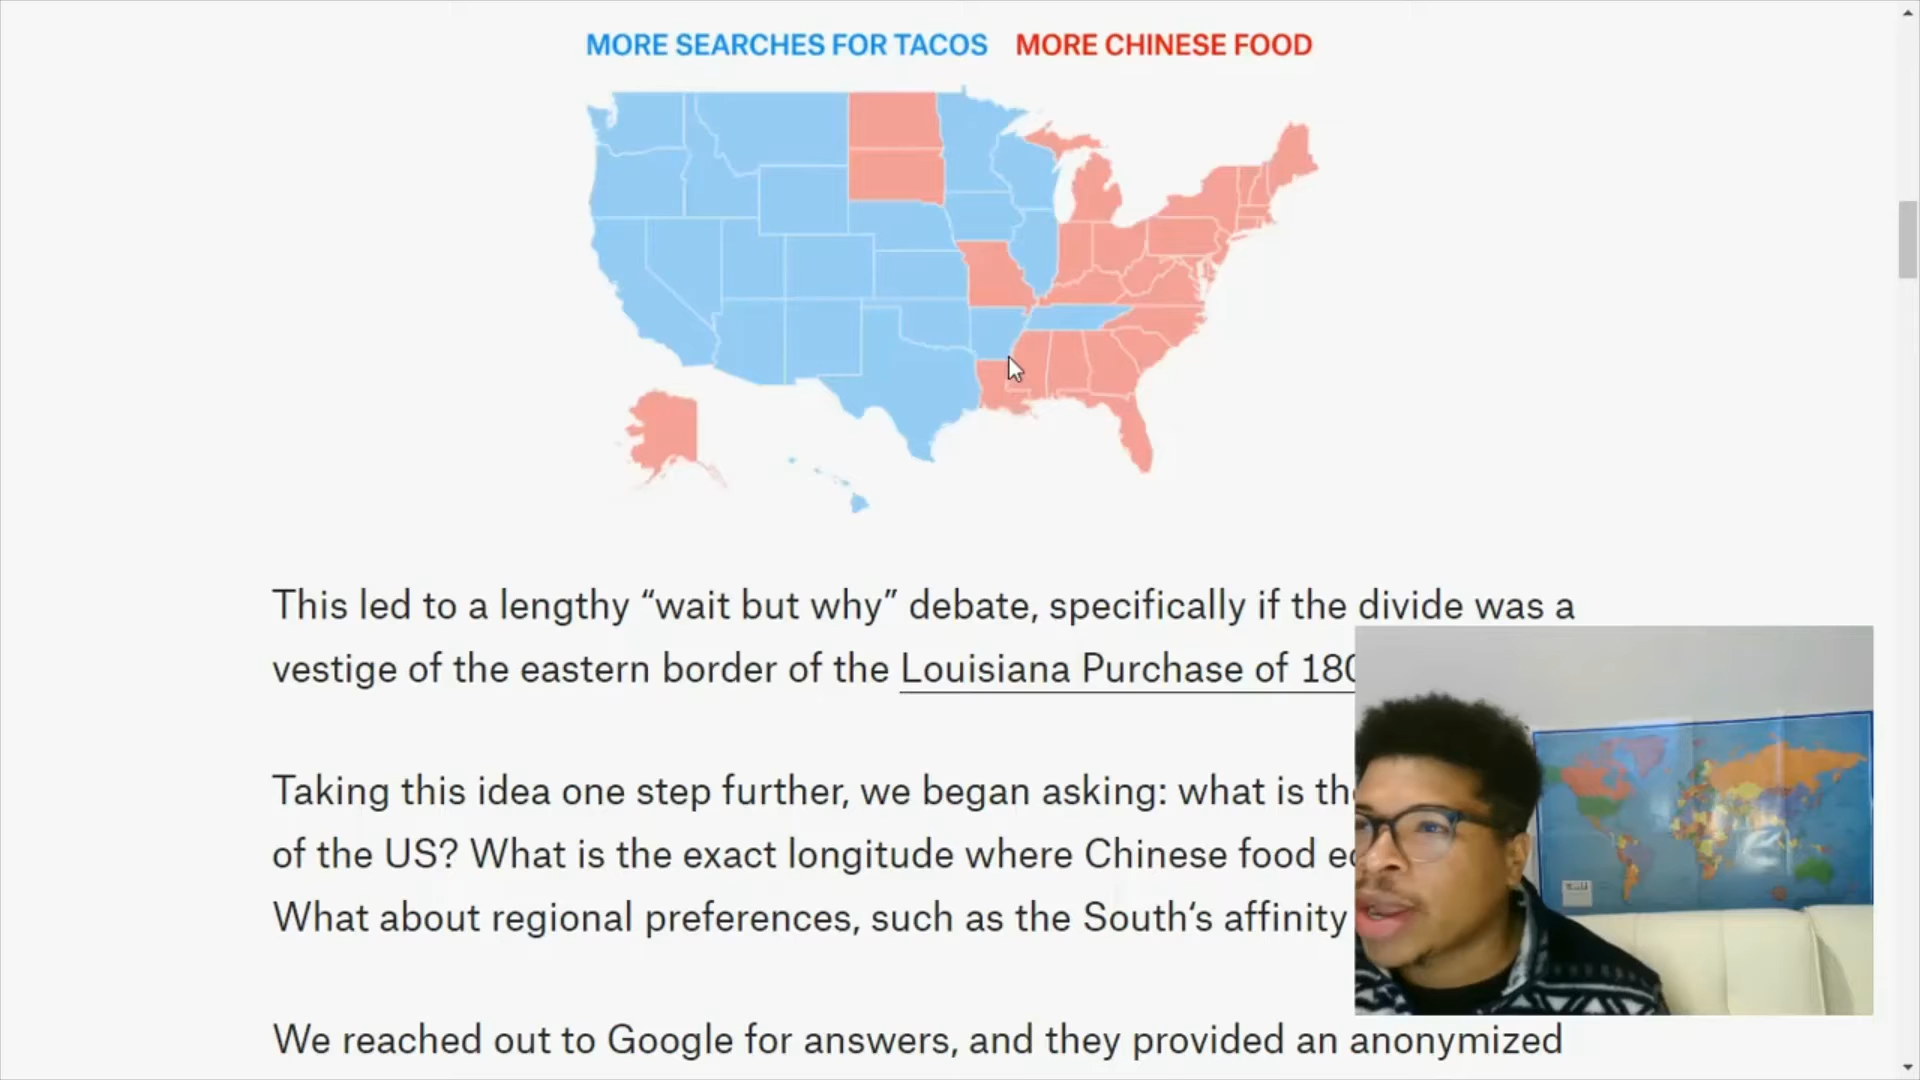 MORE SEARCHES FOR TACOS MORE CHINESE FOOD
This led to a lengthy “wait but why” debate, specifically if the divide was a
vestige of the eastern border of the Louisiana Purchase of 180
Taking this idea one step further, we began asking: what is the
of the US? What is the exact longitude where Chinese food
What about regional preferences, such as the South‘s affinity
We reached out to Google for answers, and they provided an anonymized